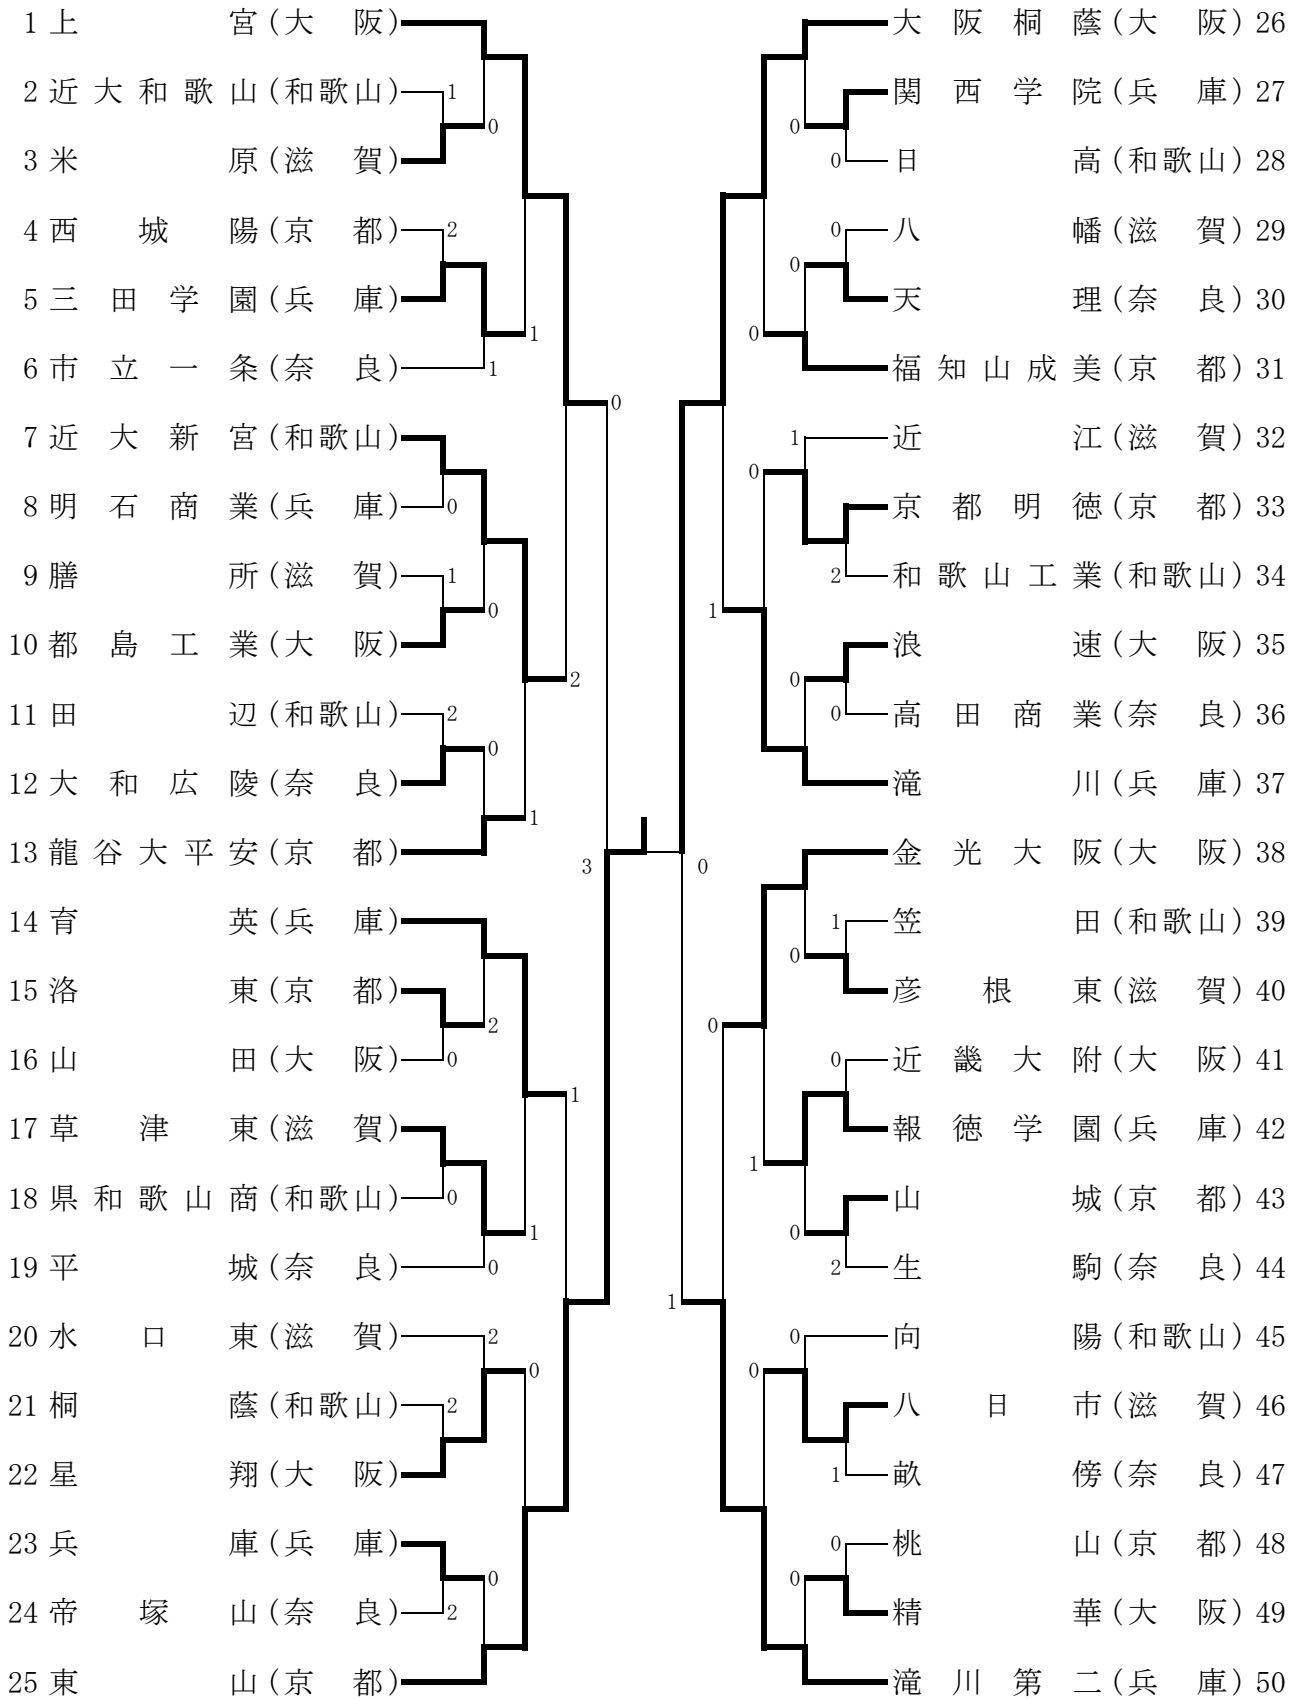 1 上宮(大阪)
2 近大和歌山(和歌山) 1
0
3 米原(滋賀)
4 西城陽(京都) 2
5 三田学園(兵庫)
1
6 市立一条(奈良) 1
0
7 近大新宮(和歌山)
8 明石商業(兵庫) 0
9 膳所(滋賀) 1
0
10 都島工業(大阪)
2
11 田辺(和歌山) 2
0
12 大和広陵(奈良)
1
13 龍谷大平安(京都)
3
14 育英(兵庫)
15 洛東(京都)
2
16 山田(大阪) 0
1
17 草津東(滋賀)
18 県和歌山商(和歌山) 0
1
19 平城(奈良) 0
20 水口東(滋賀) 2
0
21 桐蔭(和歌山) 2
22 星翔(大阪)
23 兵庫(兵庫)
0
24 帝塚山(奈良) 2
25 東山(京都)
大阪桐蔭(大阪) 26
関西学院(兵庫) 27
0
0 日高(和歌山) 28
0 八幡(滋賀) 29
0
天理(奈良) 30
0
福知山成美(京都) 31
1 近江(滋賀) 32
0
京都明徳(京都) 33
2 和歌山工業(和歌山) 34
1
浪速(大阪) 35
0
0 高田商業(奈良) 36
滝川(兵庫) 37
金光大阪(大阪) 38
0
1 笠田(和歌山) 39
0
彦根東(滋賀) 40
0
0 近畿大附(大阪) 41
報徳学園(兵庫) 42
1
山城(京都) 43
0
2 生駒(奈良) 44
1
0 向陽(和歌山) 45
0
八日市(滋賀) 46
1 畝傍(奈良) 47
0 桃山(京都) 48
0
精華(大阪) 49
滝川第二(兵庫) 50